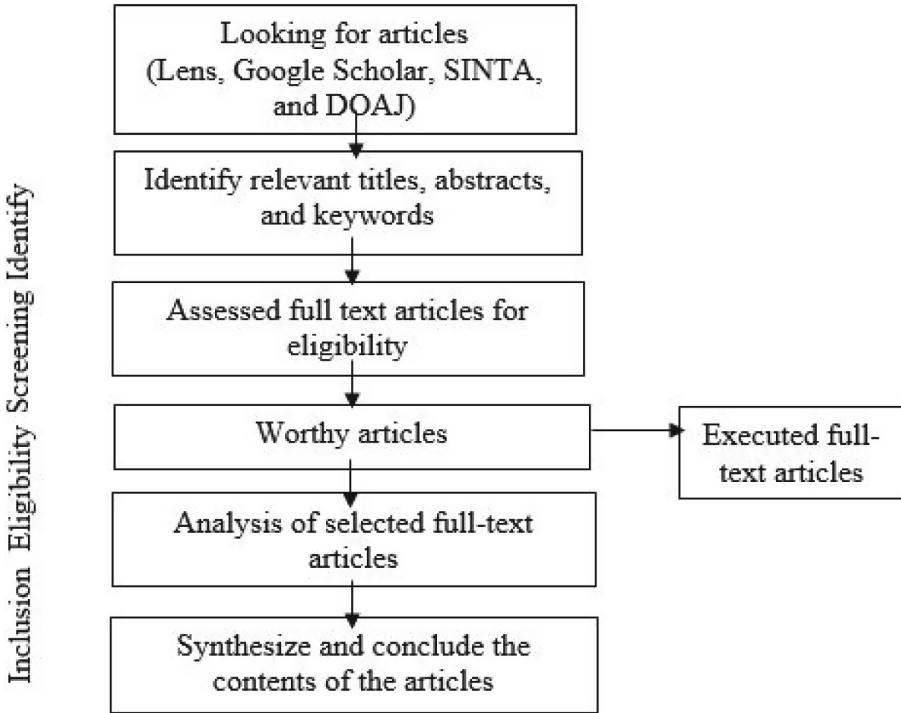 Looking for articles
(Lens, Google Scholar, SINTA,
and DOAJ)
Identify relevant titles, abstracts,
and keywords
Assessed full text articles for
eligibility
Worthy articles
Executed full-
text articles
Analysis of selected full-text
articles
Synthesize and conclude the
contents of the articles
Inclusion Eligibility Screening Identify